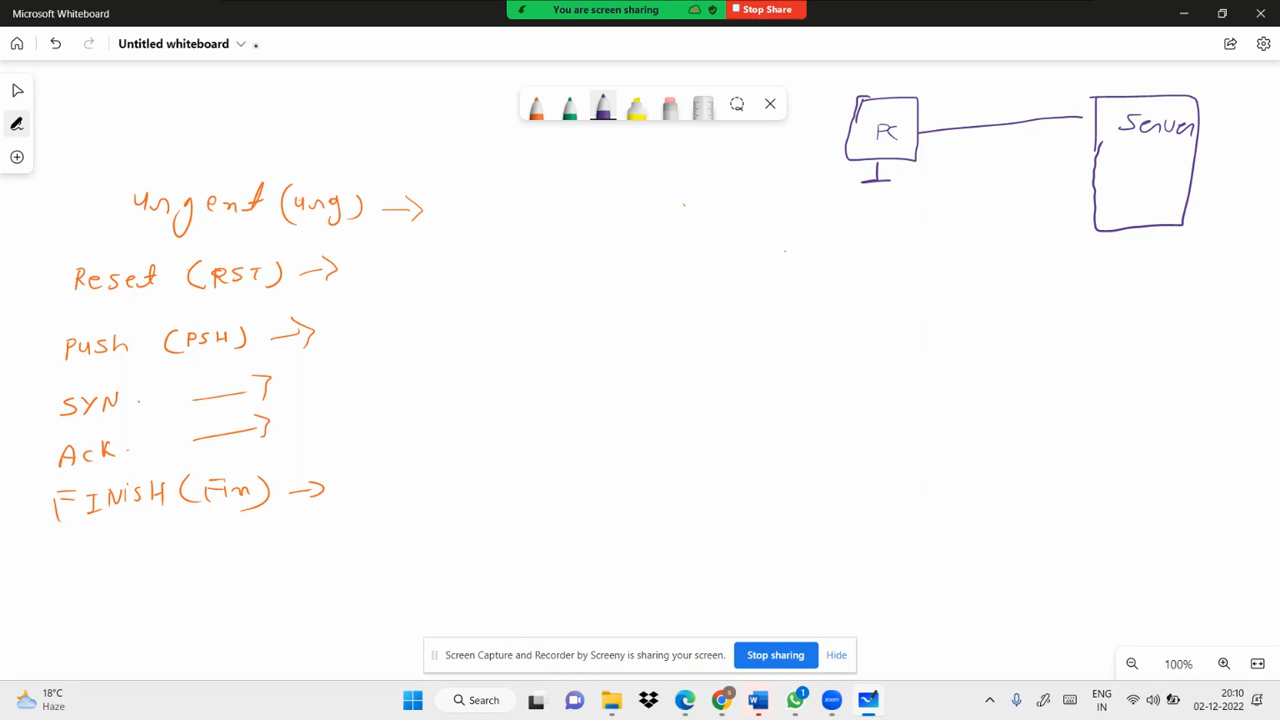 Microsoft Whiteboard
You are screen sharing
Stop Share
Untitled whiteboard
PC
Server
Urgent (Urg) →
Reset (RST) →
Push (PSH) →
SYN. →
Ack. →
FINISH (Fin) →
Screen Capture and Recorder by Screeny is sharing your screen.
Stop sharing
Hide
100%
18°C
Haze
Search
1
zoom
ENG
IN
20:10
02-12-2022